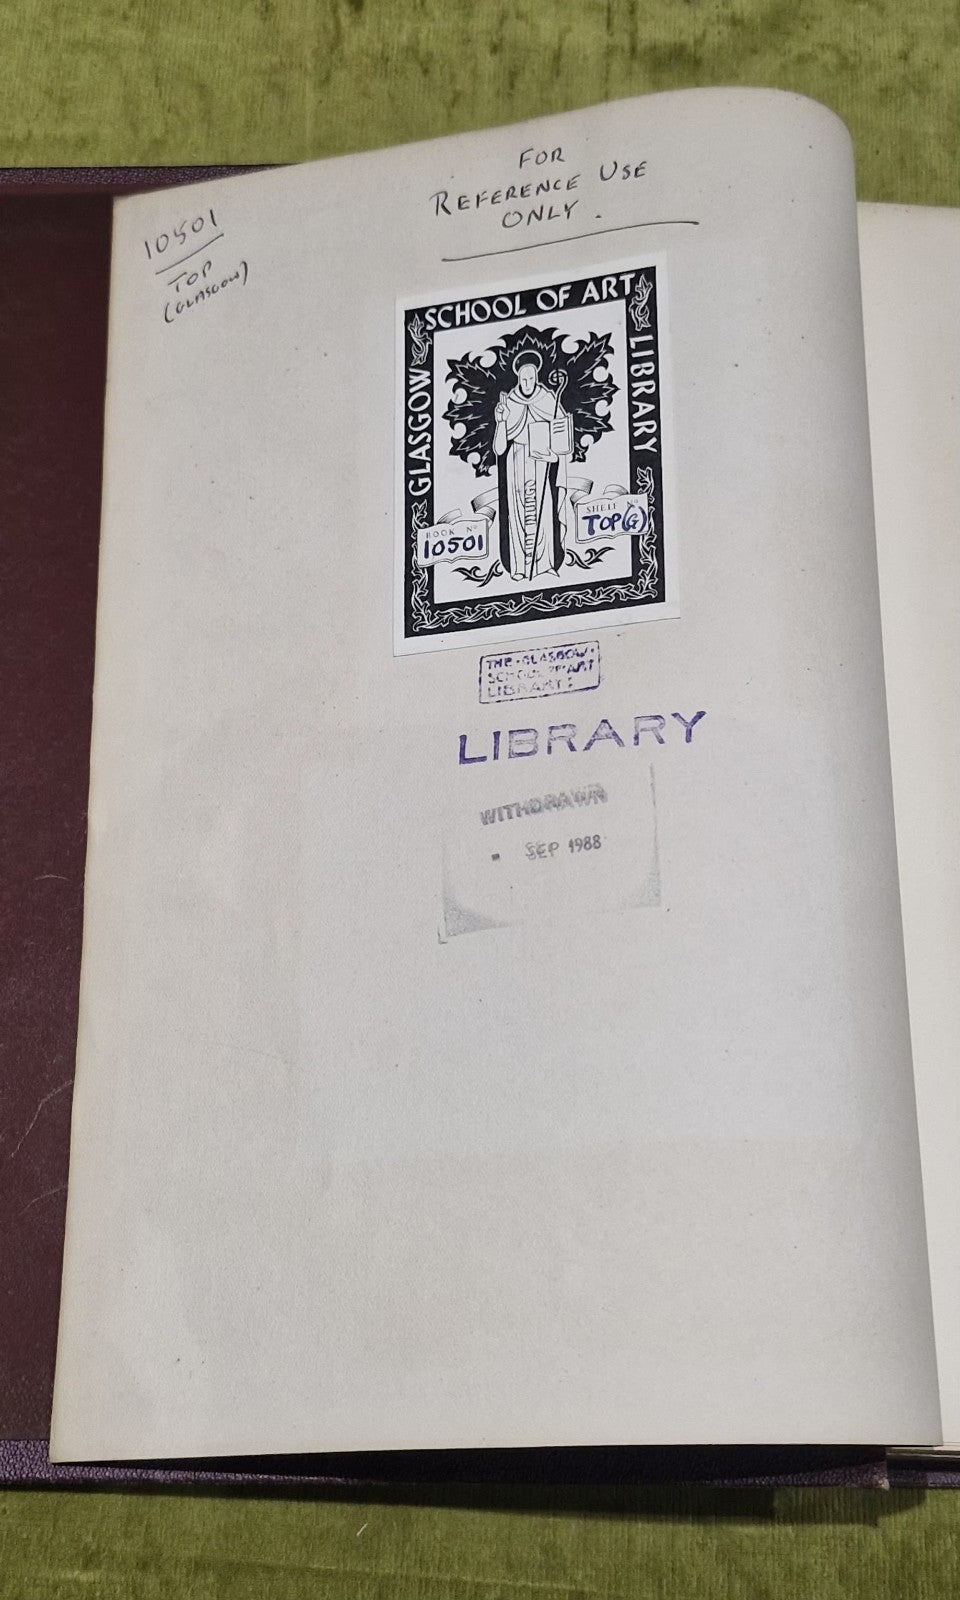 FOR
REFERENCE USE
ONLY.
10501
TOP
(GLASGOW)
GLASGOW SCHOOL OF ART LIBRARY
BOOK No
10501
SHELF No
TOP(G)
THE GLASGOW
SCHOOL OF ART
LIBRARY
LIBRARY
WITHDRAWN
SEP 1988